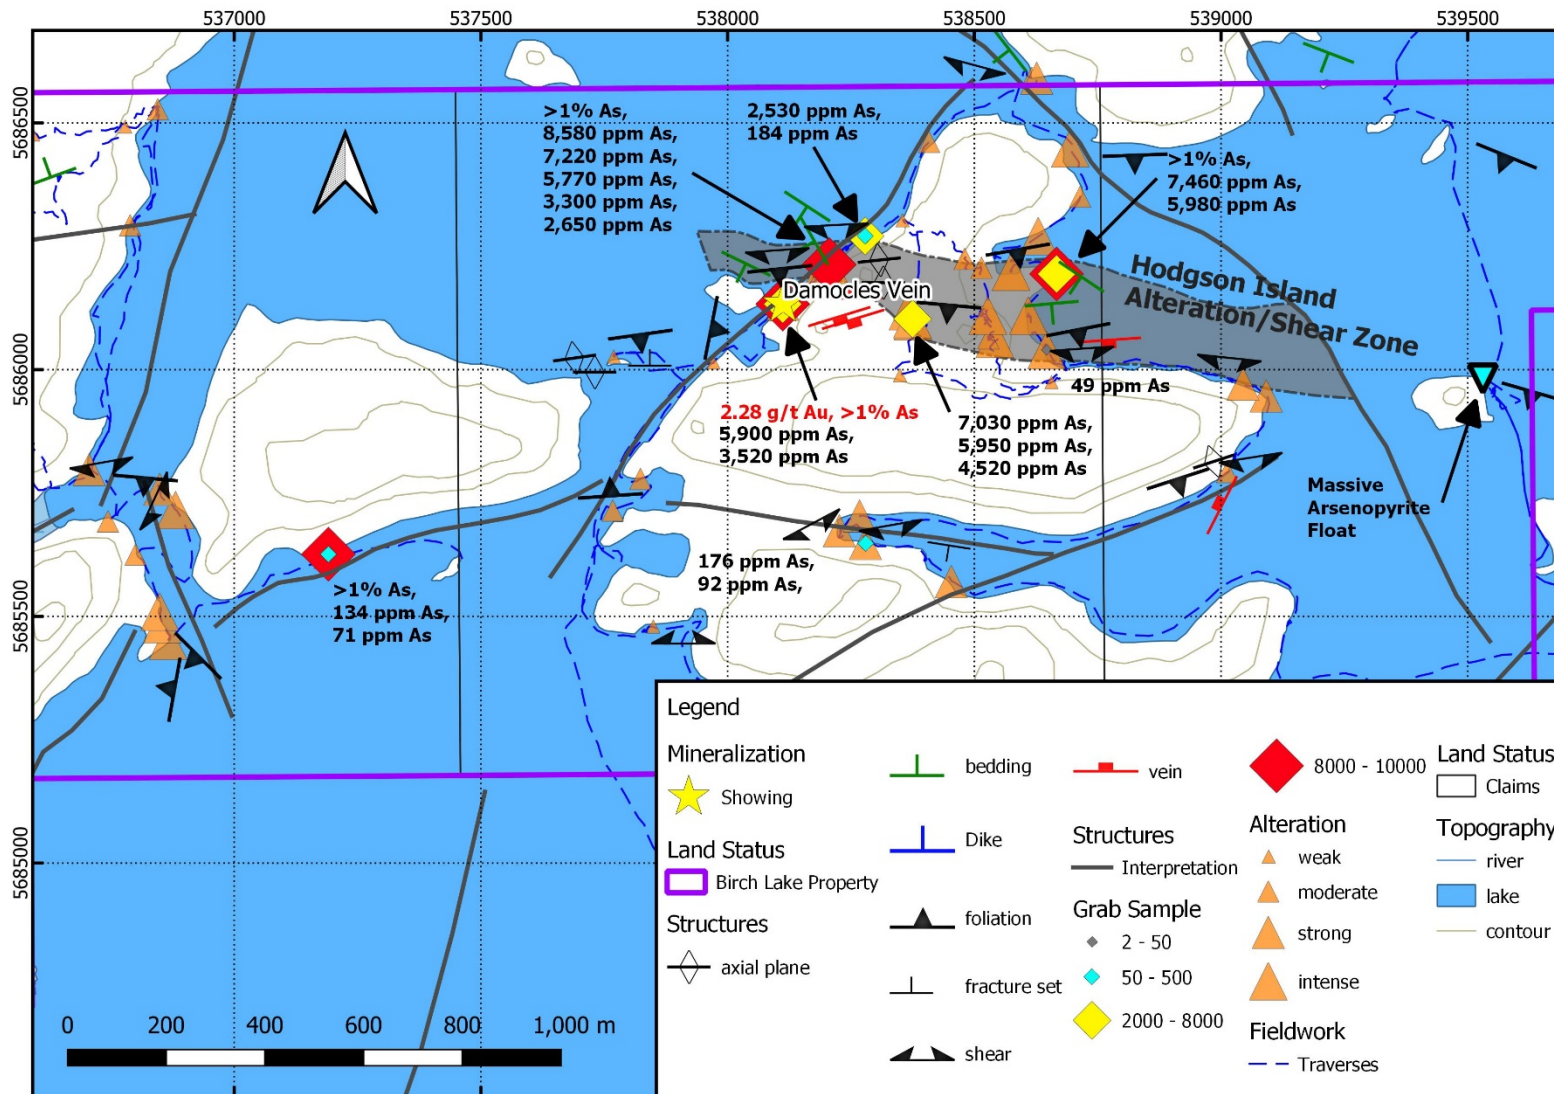 537000
537500
538000
538500
539000
539500
5686500
5686000
5685500
5685000
>1% As,
8,580 ppm As,
7,220 ppm As,
5,770 ppm As,
3,300 ppm As,
2,650 ppm As
2,530 ppm As,
184 ppm As
>1% As,
7,460 ppm As,
5,980 ppm As
Hodgson Island
Alteration/Shear Zone
Damocles Vein
49 ppm As
2.28 g/t Au, >1% As
5,900 ppm As,
3,520 ppm As
7,030 ppm As,
5,950 ppm As,
4,520 ppm As
Massive
Arsenopyrite
Float
176 ppm As,
92 ppm As,
>1% As,
134 ppm As,
71 ppm As
0 200 400 600 800 1,000 m
Legend
Mineralization
Showing
Land Status
Birch Lake Property
Structures
axial plane
bedding
Dike
foliation
fracture set
shear
vein
Structures
Interpretation
Grab Sample
2 - 50
50 - 500
2000 - 8000
8000 - 10000
Alteration
weak
moderate
strong
intense
Fieldwork
Traverses
Land Status
Claims
Topography
river
lake
contour